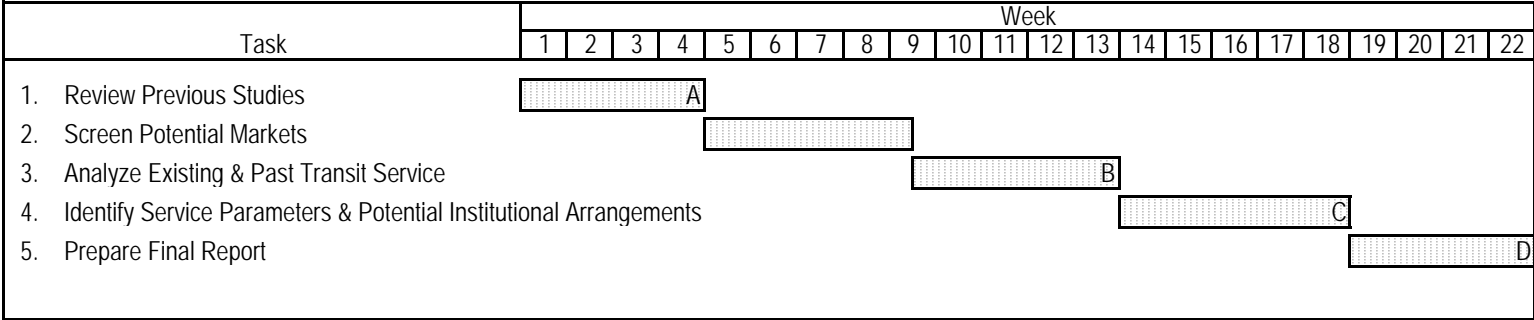 Week
Task 1 2 3 4 5 6 7 8 9 10 11 12 13 14 15 16 17 18 19 20 21 22
1. Review Previous Studies A
2. Screen Potential Markets
3. Analyze Existing & Past Transit Service B
4. Identify Service Parameters & Potential Institutional Arrangements C
5. Prepare Final Report D